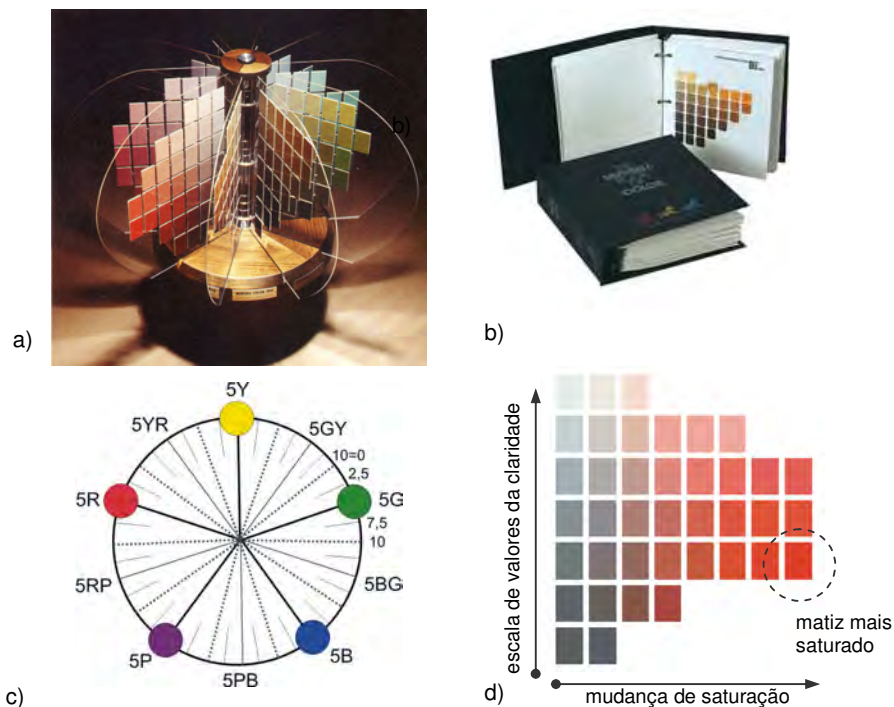 b)
a)
b)
5Y
5YR
5GY
10=0
2,5
5R
5G
7,5
10
5RP
5BG
5P
5B
5PB
c)
escala de valores da claridade
matiz mais
saturado
d)
mudança de saturação